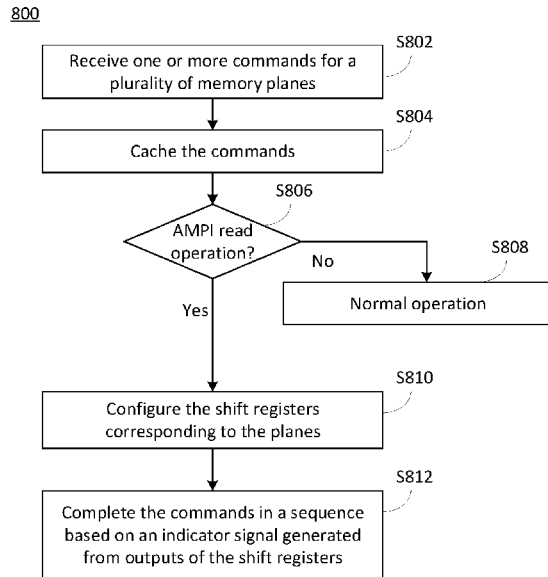 800
S802
Receive one or more commands for a
plurality of memory planes
S804
Cache the commands
S806
AMPI read
operation?
No
S808
Normal operation
Yes
S810
Configure the shift registers
corresponding to the planes
S812
Complete the commands in a sequence
based on an indicator signal generated
from outputs of the shift registers